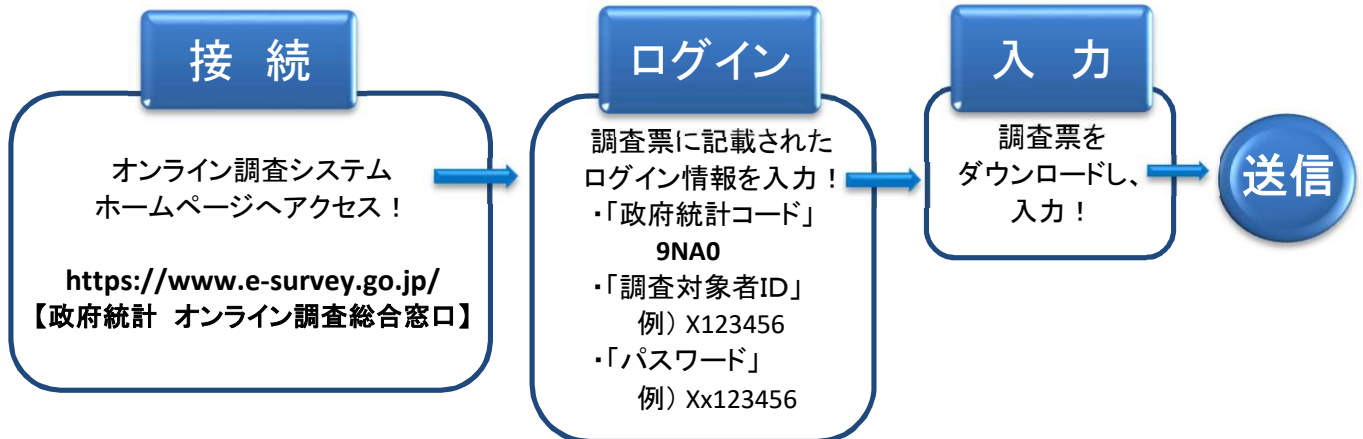 接 続
オンライン調査システム
ホームページへアクセス！
https://www.e-survey.go.jp/
【政府統計 オンライン調査総合窓口】
ログイン
調査票に記載された
ログイン情報を入力！
・「政府統計コード」
9NA0
・「調査対象者ID」
例） X123456
・「パスワード」
例） Xx123456
入 力
調査票を
ダウンロードし、
入力！
送信